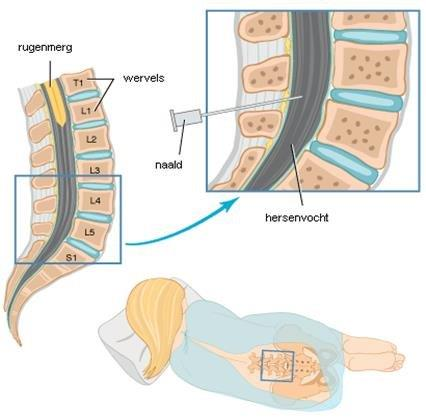 rugenmerg
wervels
T1
L1
L2
L3
L4
L5
S1
naald
hersenvocht